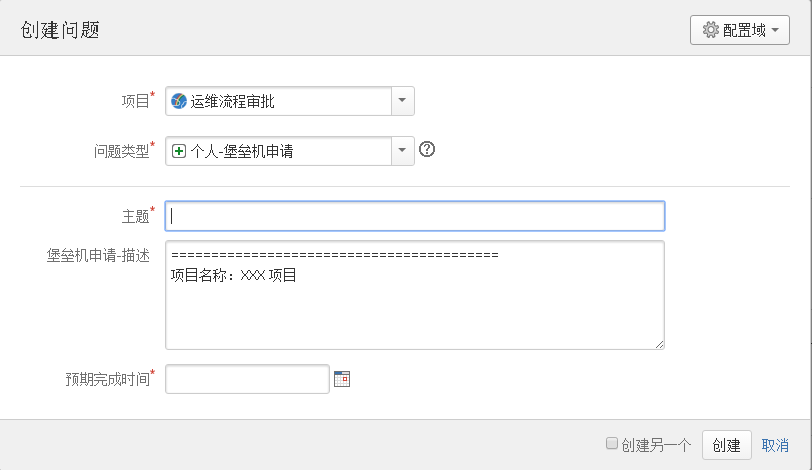 创建问题
配置域
项目* 运维流程审批
问题类型* 个人-堡垒机申请
主题*
堡垒机申请-描述
=========================================
项目名称：XXX 项目
预期完成时间*
创建另一个 创建 取消